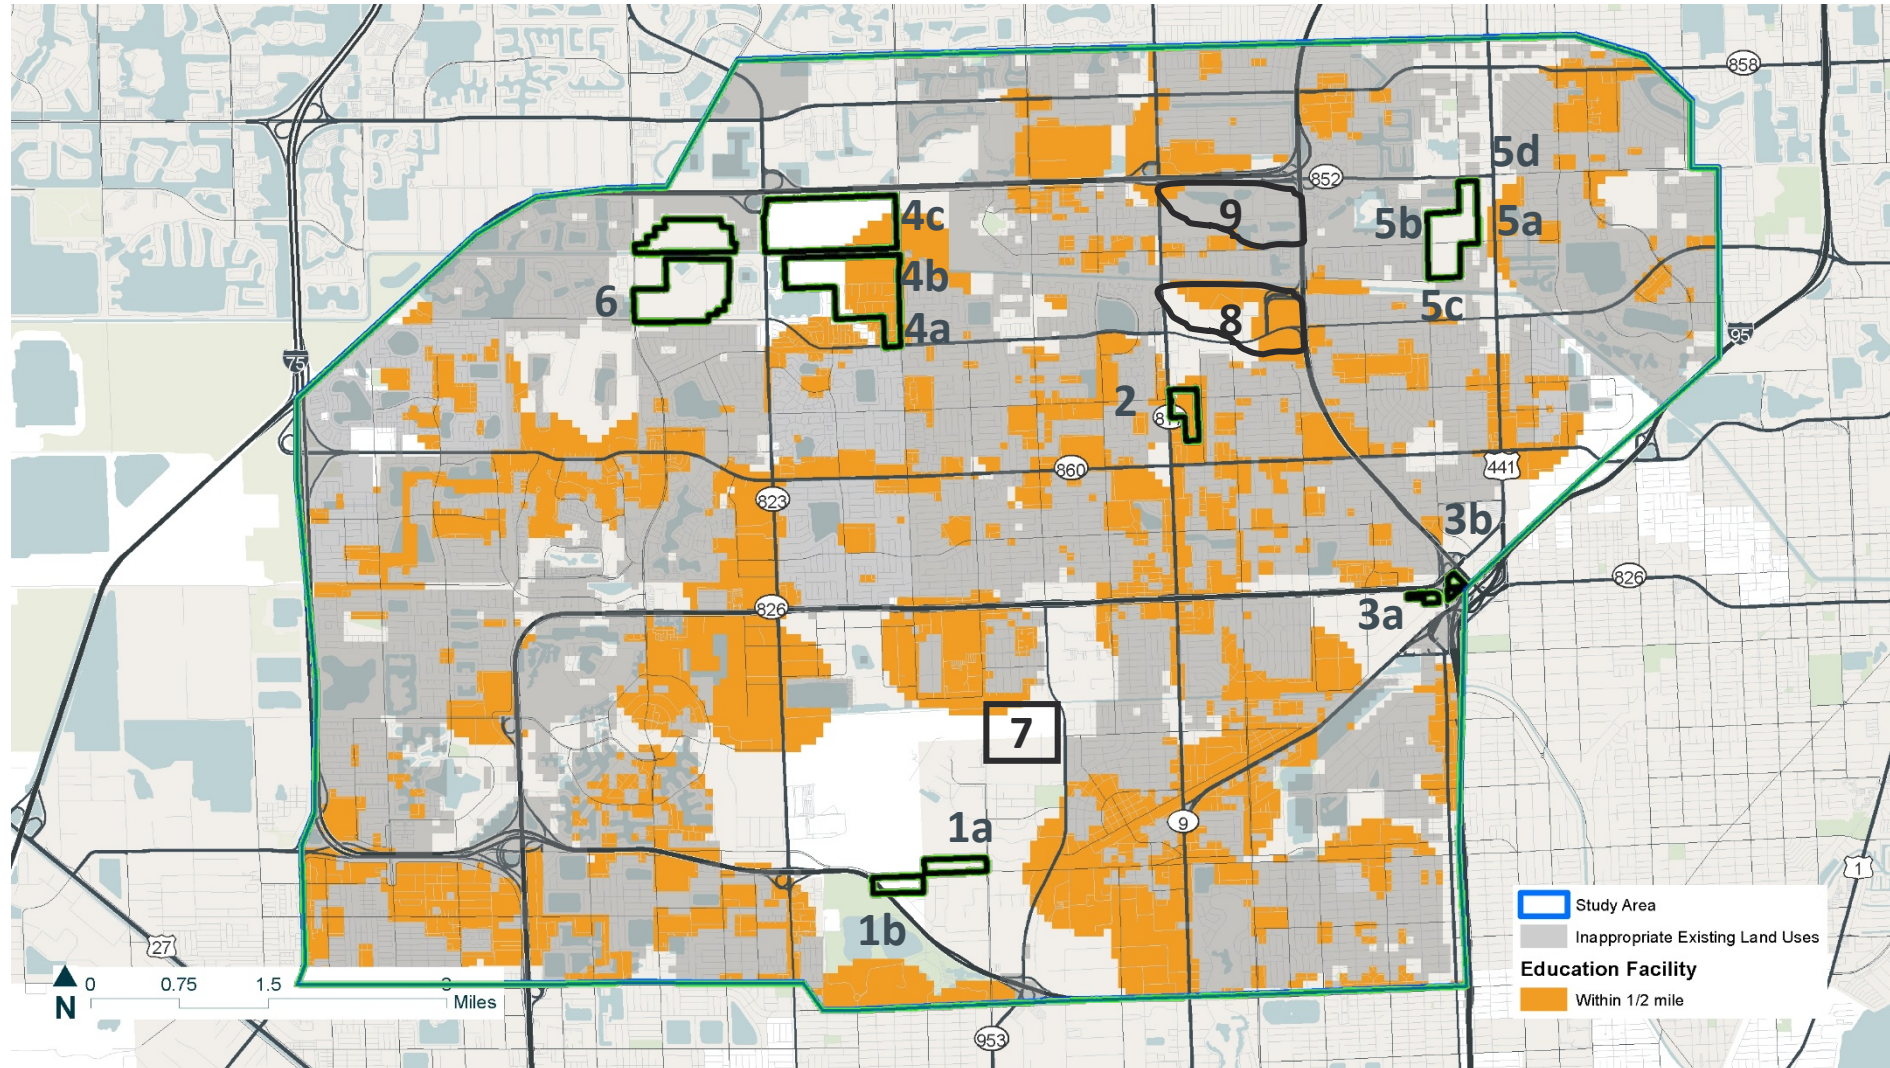 858
5d
852
4c
9
5b
5a
4b
6
5c
8
4a
95
75
2
817
860
441
823
3b
826
826
3a
7
9
1a
1
1b
27
953
N
0
0.75
1.5
3
Miles
Study Area
Inappropriate Existing Land Uses
Education Facility
Within 1/2 mile